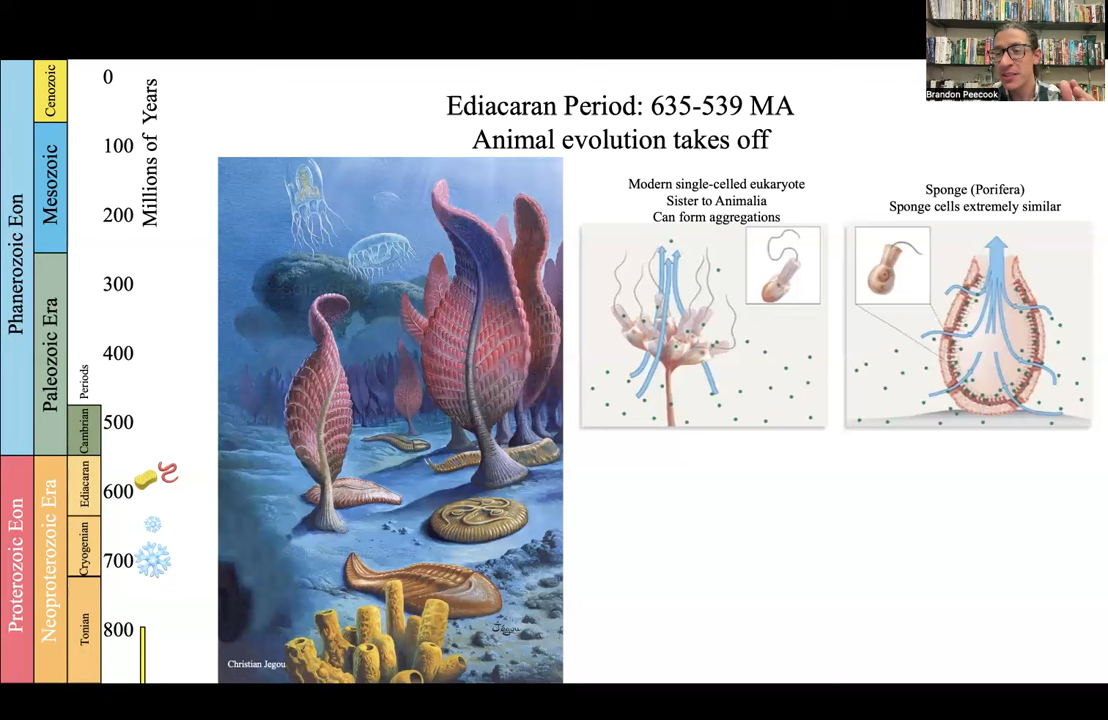 Brandon Peecook
Ediacaran Period: 635-539 MA
Animal evolution takes off
Modern single-celled eukaryote
Sister to Animalia
Can form aggregations
Sponge (Porifera)
Sponge cells extremely similar
Phanerozoic Eon
Proterozoic Eon
Cenozoic
Mesozoic
Paleozoic Era
Neoproterozoic Era
Periods
Cambrian
Ediacaran
Cryogenian
Tonian
Millions of Years
0
100
200
300
400
500
600
700
800
Jégou
Christian Jegou